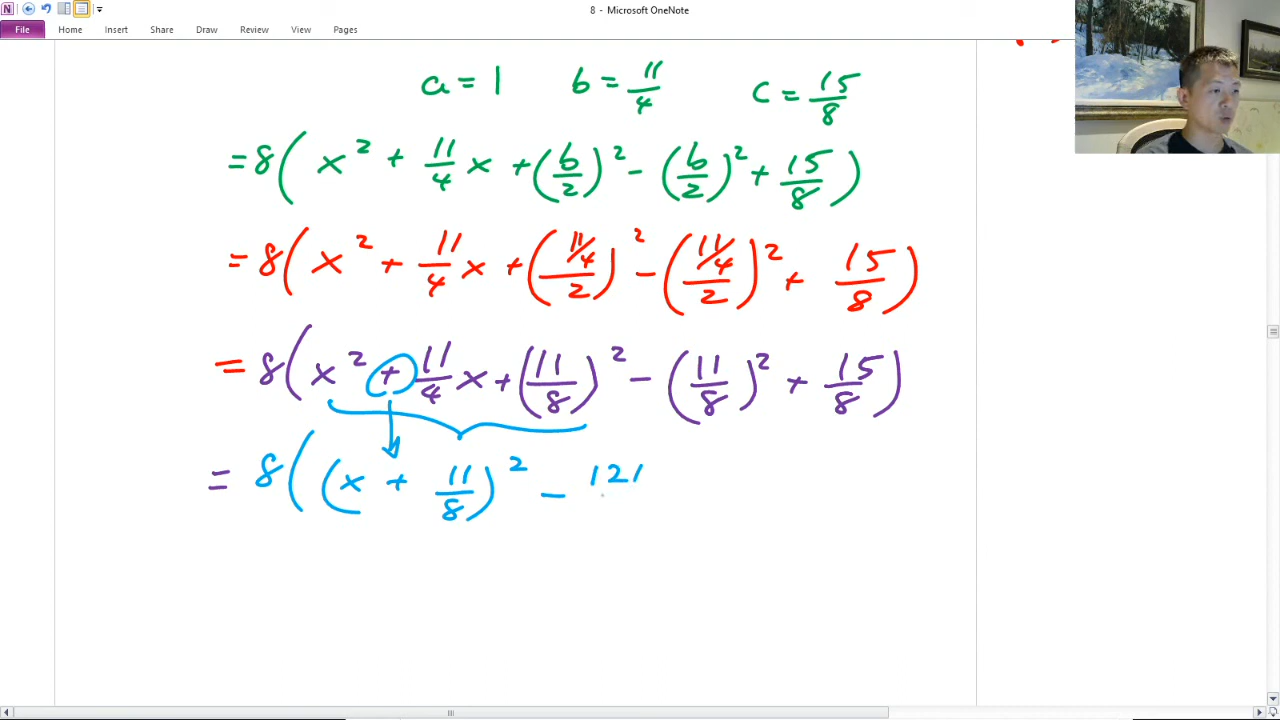 8 - Microsoft OneNote
File Home Insert Share Draw Review View Pages
a = 1 b = 11/4 c = 15/8
= 8( x² + 11/4 x + (b/2)² - (b/2)² + 15/8 )
= 8( x² + 11/4 x + (11/4/2)² - (11/4/2)² + 15/8 )
= 8( x² + 11/4 x + (11/8)² - (11/8)² + 15/8 )
= 8( (x + 11/8)² - 121